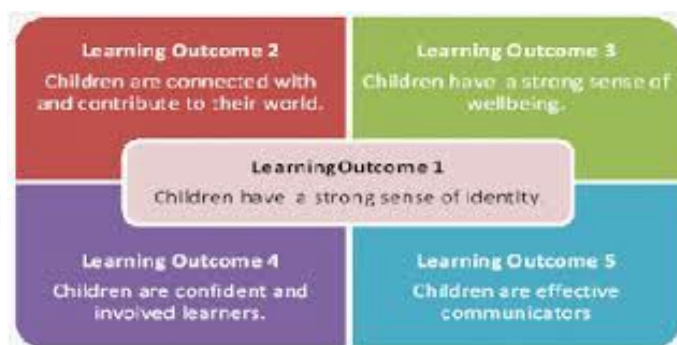 Learning Outcome 2
Children are connected with
and contribute to their world.
Learning Outcome 3
Children have a strong sense of
wellbeing.
LearningOutcome 1
Children have a strong sense of identity
Learning Outcome 4
Children are confident and
involved learners.
Learning Outcome 5
Children are effective
communicators